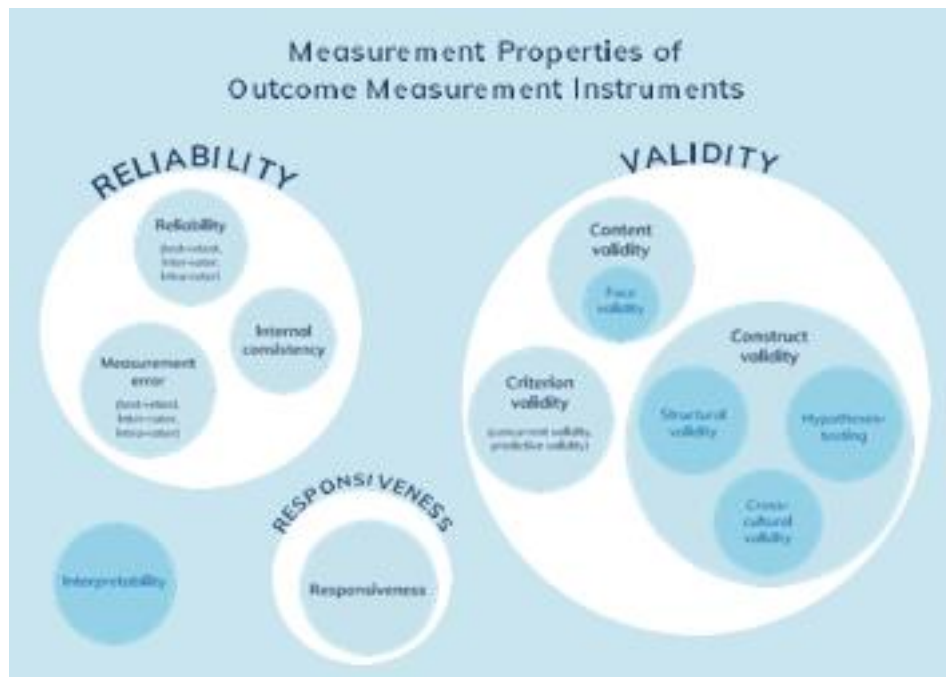 Measurement Properties of
Outcome Measurement Instruments
RELIABILITY
Reliability
(test-retest,
inter-rater,
intra-rater)
Internal
consistency
Measurement
error
(test-retest,
inter-rater,
intra-rater)
VALIDITY
Content
validity
Face
validity
Criterion
validity
(concurrent validity,
predictive validity)
Construct
validity
Structural
validity
Hypotheses-
testing
Cross-
cultural
validity
RESPONSIVENESS
Responsiveness
Interpretability